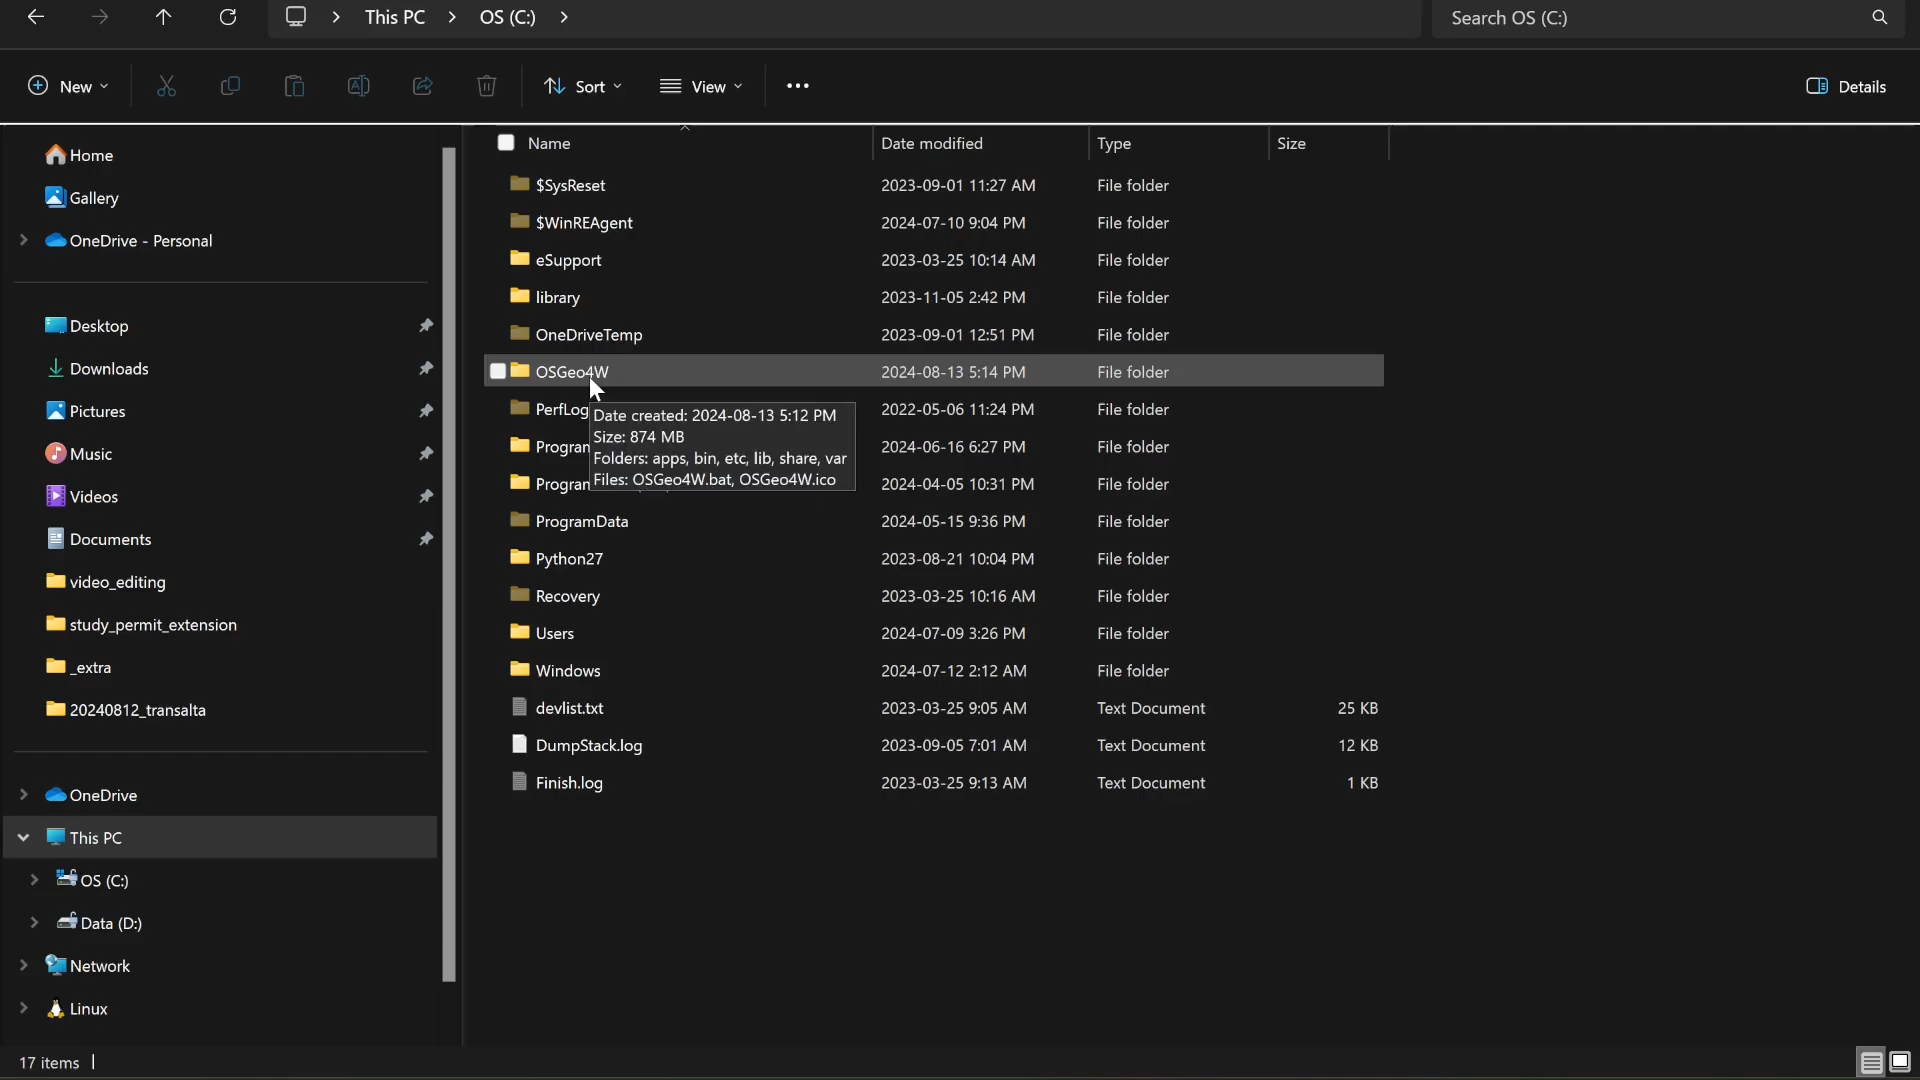 This PC > OS (C:) >
Search OS (C:)
New
Sort
View
Details
Home
Gallery
OneDrive - Personal
Desktop
Downloads
Pictures
Music
Videos
Documents
video_editing
study_permit_extension
_extra
20240812_transalta
OneDrive
This PC
OS (C:)
Data (D:)
Network
Linux
Name Date modified Type Size
$SysReset 2023-09-01 11:27 AM File folder
$WinREAgent 2024-07-10 9:04 PM File folder
eSupport 2023-03-25 10:14 AM File folder
library 2023-11-05 2:42 PM File folder
OneDriveTemp 2023-09-01 12:51 PM File folder
OSGeo4W 2024-08-13 5:14 PM File folder
PerfLog 2022-05-06 11:24 PM File folder
Program 2024-06-16 6:27 PM File folder
Program 2024-04-05 10:31 PM File folder
Date created: 2024-08-13 5:12 PM
Size: 874 MB
Folders: apps, bin, etc, lib, share, var
Files: OSGeo4W.bat, OSGeo4W.ico
ProgramData 2024-05-15 9:36 PM File folder
Python27 2023-08-21 10:04 PM File folder
Recovery 2023-03-25 10:16 AM File folder
Users 2024-07-09 3:26 PM File folder
Windows 2024-07-12 2:12 AM File folder
devlist.txt 2023-03-25 9:05 AM Text Document 25 KB
DumpStack.log 2023-09-05 7:01 AM Text Document 12 KB
Finish.log 2023-03-25 9:13 AM Text Document 1 KB
17 items